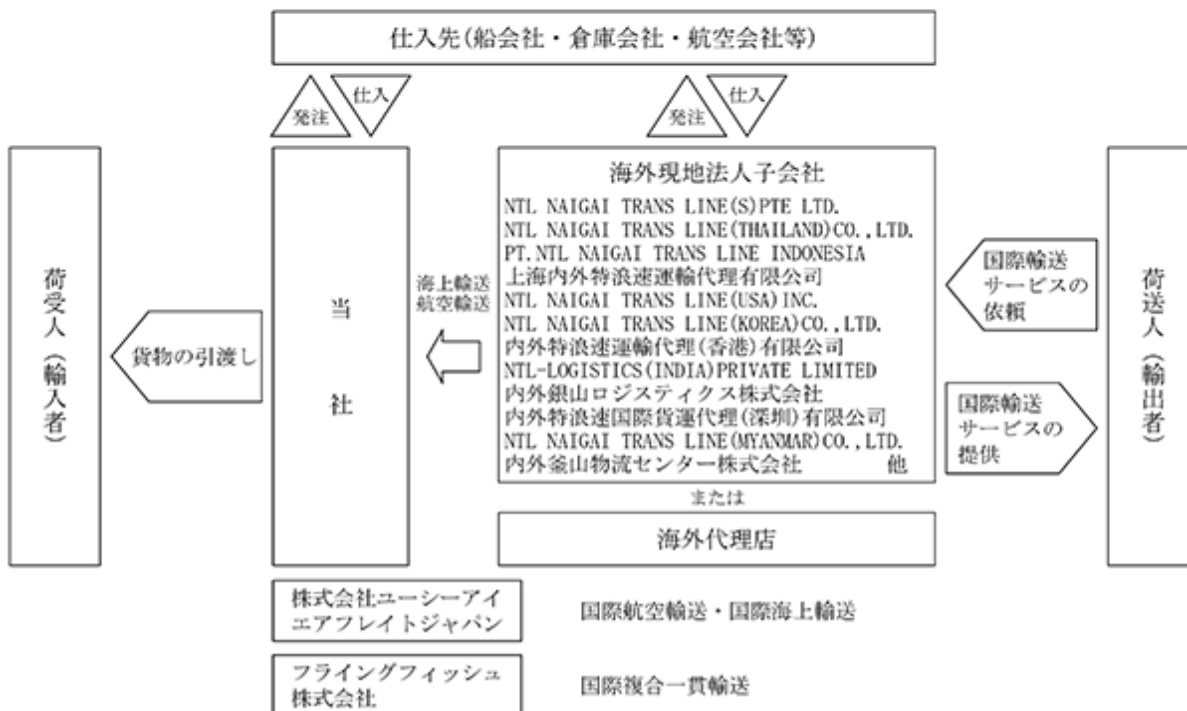 仕入先(船会社・倉庫会社・航空会社等)
発注
仕入
発注
仕入
荷受人(輸入者)
貨物の引渡し
当社
海上輸送
航空輸送
海外現地法人子会社
NTL NAIGAI TRANS LINE(S)PTE LTD.
NTL NAIGAI TRANS LINE(THAILAND)CO.,LTD.
PT.NTL NAIGAI TRANS LINE INDONESIA
上海内外特浪速運輸代理有限公司
NTL NAIGAI TRANS LINE(USA)INC.
NTL NAIGAI TRANS LINE(KOREA)CO.,LTD.
内外特浪速運輸代理(香港)有限公司
NTL-LOGISTICS(INDIA)PRIVATE LIMITED
内外銀山ロジスティクス株式会社
内外特浪速国際貨運代理(深圳)有限公司
NTL NAIGAI TRANS LINE(MYANMAR)CO.,LTD.
内外釜山物流センター株式会社 他
または
海外代理店
国際輸送
サービスの
依頼
国際輸送
サービスの
提供
荷送人(輸出者)
株式会社ユーシーアイ
エアフレイトジャパン
国際航空輸送・国際海上輸送
フライングフィッシュ
株式会社
国際複合一貫輸送